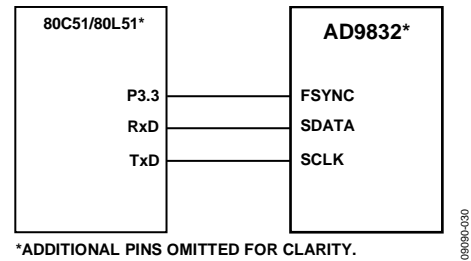 80C51/80L51*
AD9832*
P3.3
FSYNC
RxD
SDATA
TxD
SCLK
*ADDITIONAL PINS OMITTED FOR CLARITY.
09090-030